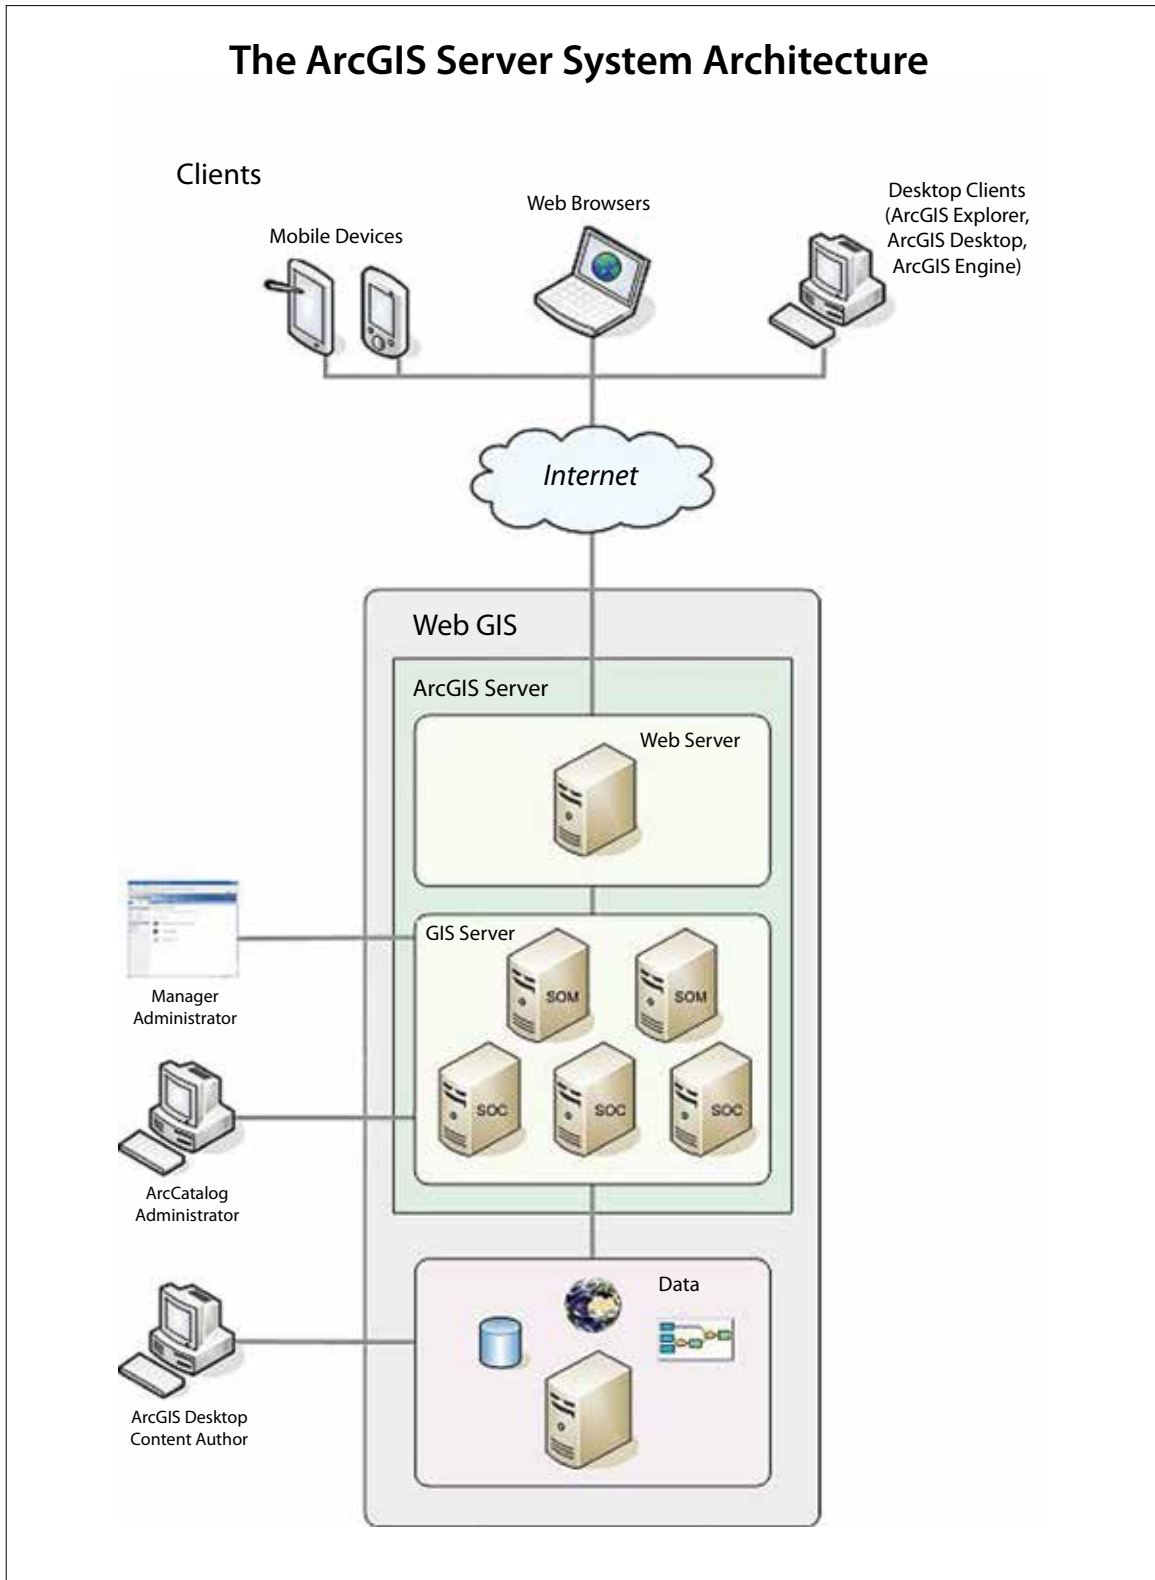 The ArcGIS Server System Architecture
Clients
Mobile Devices
Web Browsers
Desktop Clients
(ArcGIS Explorer,
ArcGIS Desktop,
ArcGIS Engine)
Internet
Web GIS
ArcGIS Server
Web Server
Manager
Administrator
GIS Server
SOM
SOM
SOC
SOC
SOC
ArcCatalog
Administrator
Data
ArcGIS Desktop
Content Author